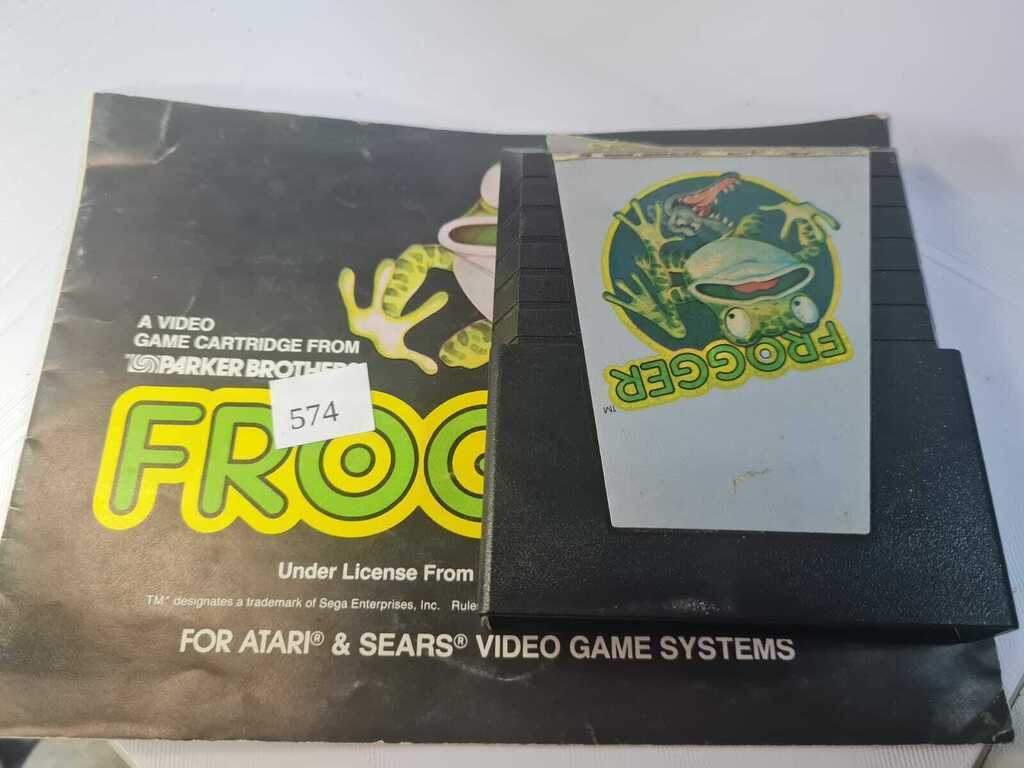 A VIDEO
GAME CARTRIDGE FROM
PARKER BROTHERS
574
FROG
Under License From
TM* designates a trademark of Sega Enterprises, Inc. Rule
FOR ATARI® & SEARS® VIDEO GAME SYSTEMS
FROGGER
TM